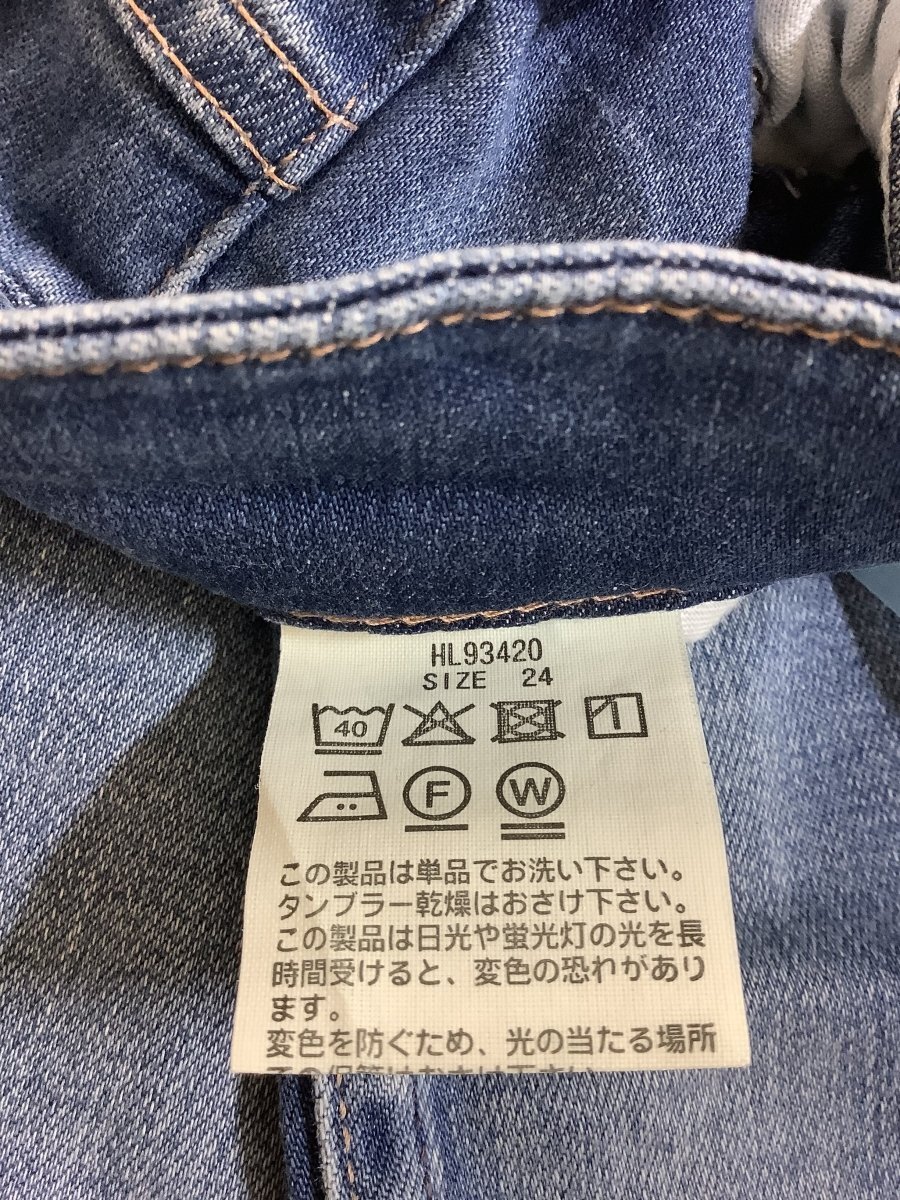 HL93420
SIZE 24
40
F W
この製品は単品でお洗い下さい。
タンブラー乾燥はおさけ下さい。
この製品は日光や蛍光灯の光を長
時間受けると、変色の恐れがあり
ます。
変色を防ぐため、光の当たる場所